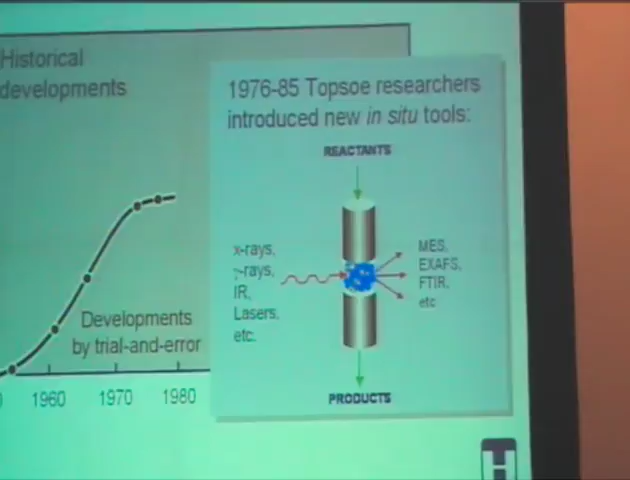 Historical
developments
1976-85 Topsoe researchers
introduced new in situ tools:
REACTANTS
x-rays,
γ-rays,
IR,
Lasers,
etc.
MES,
EXAFS,
FTIR,
etc
PRODUCTS
Developments
by trial-and-error
1960 1970 1980